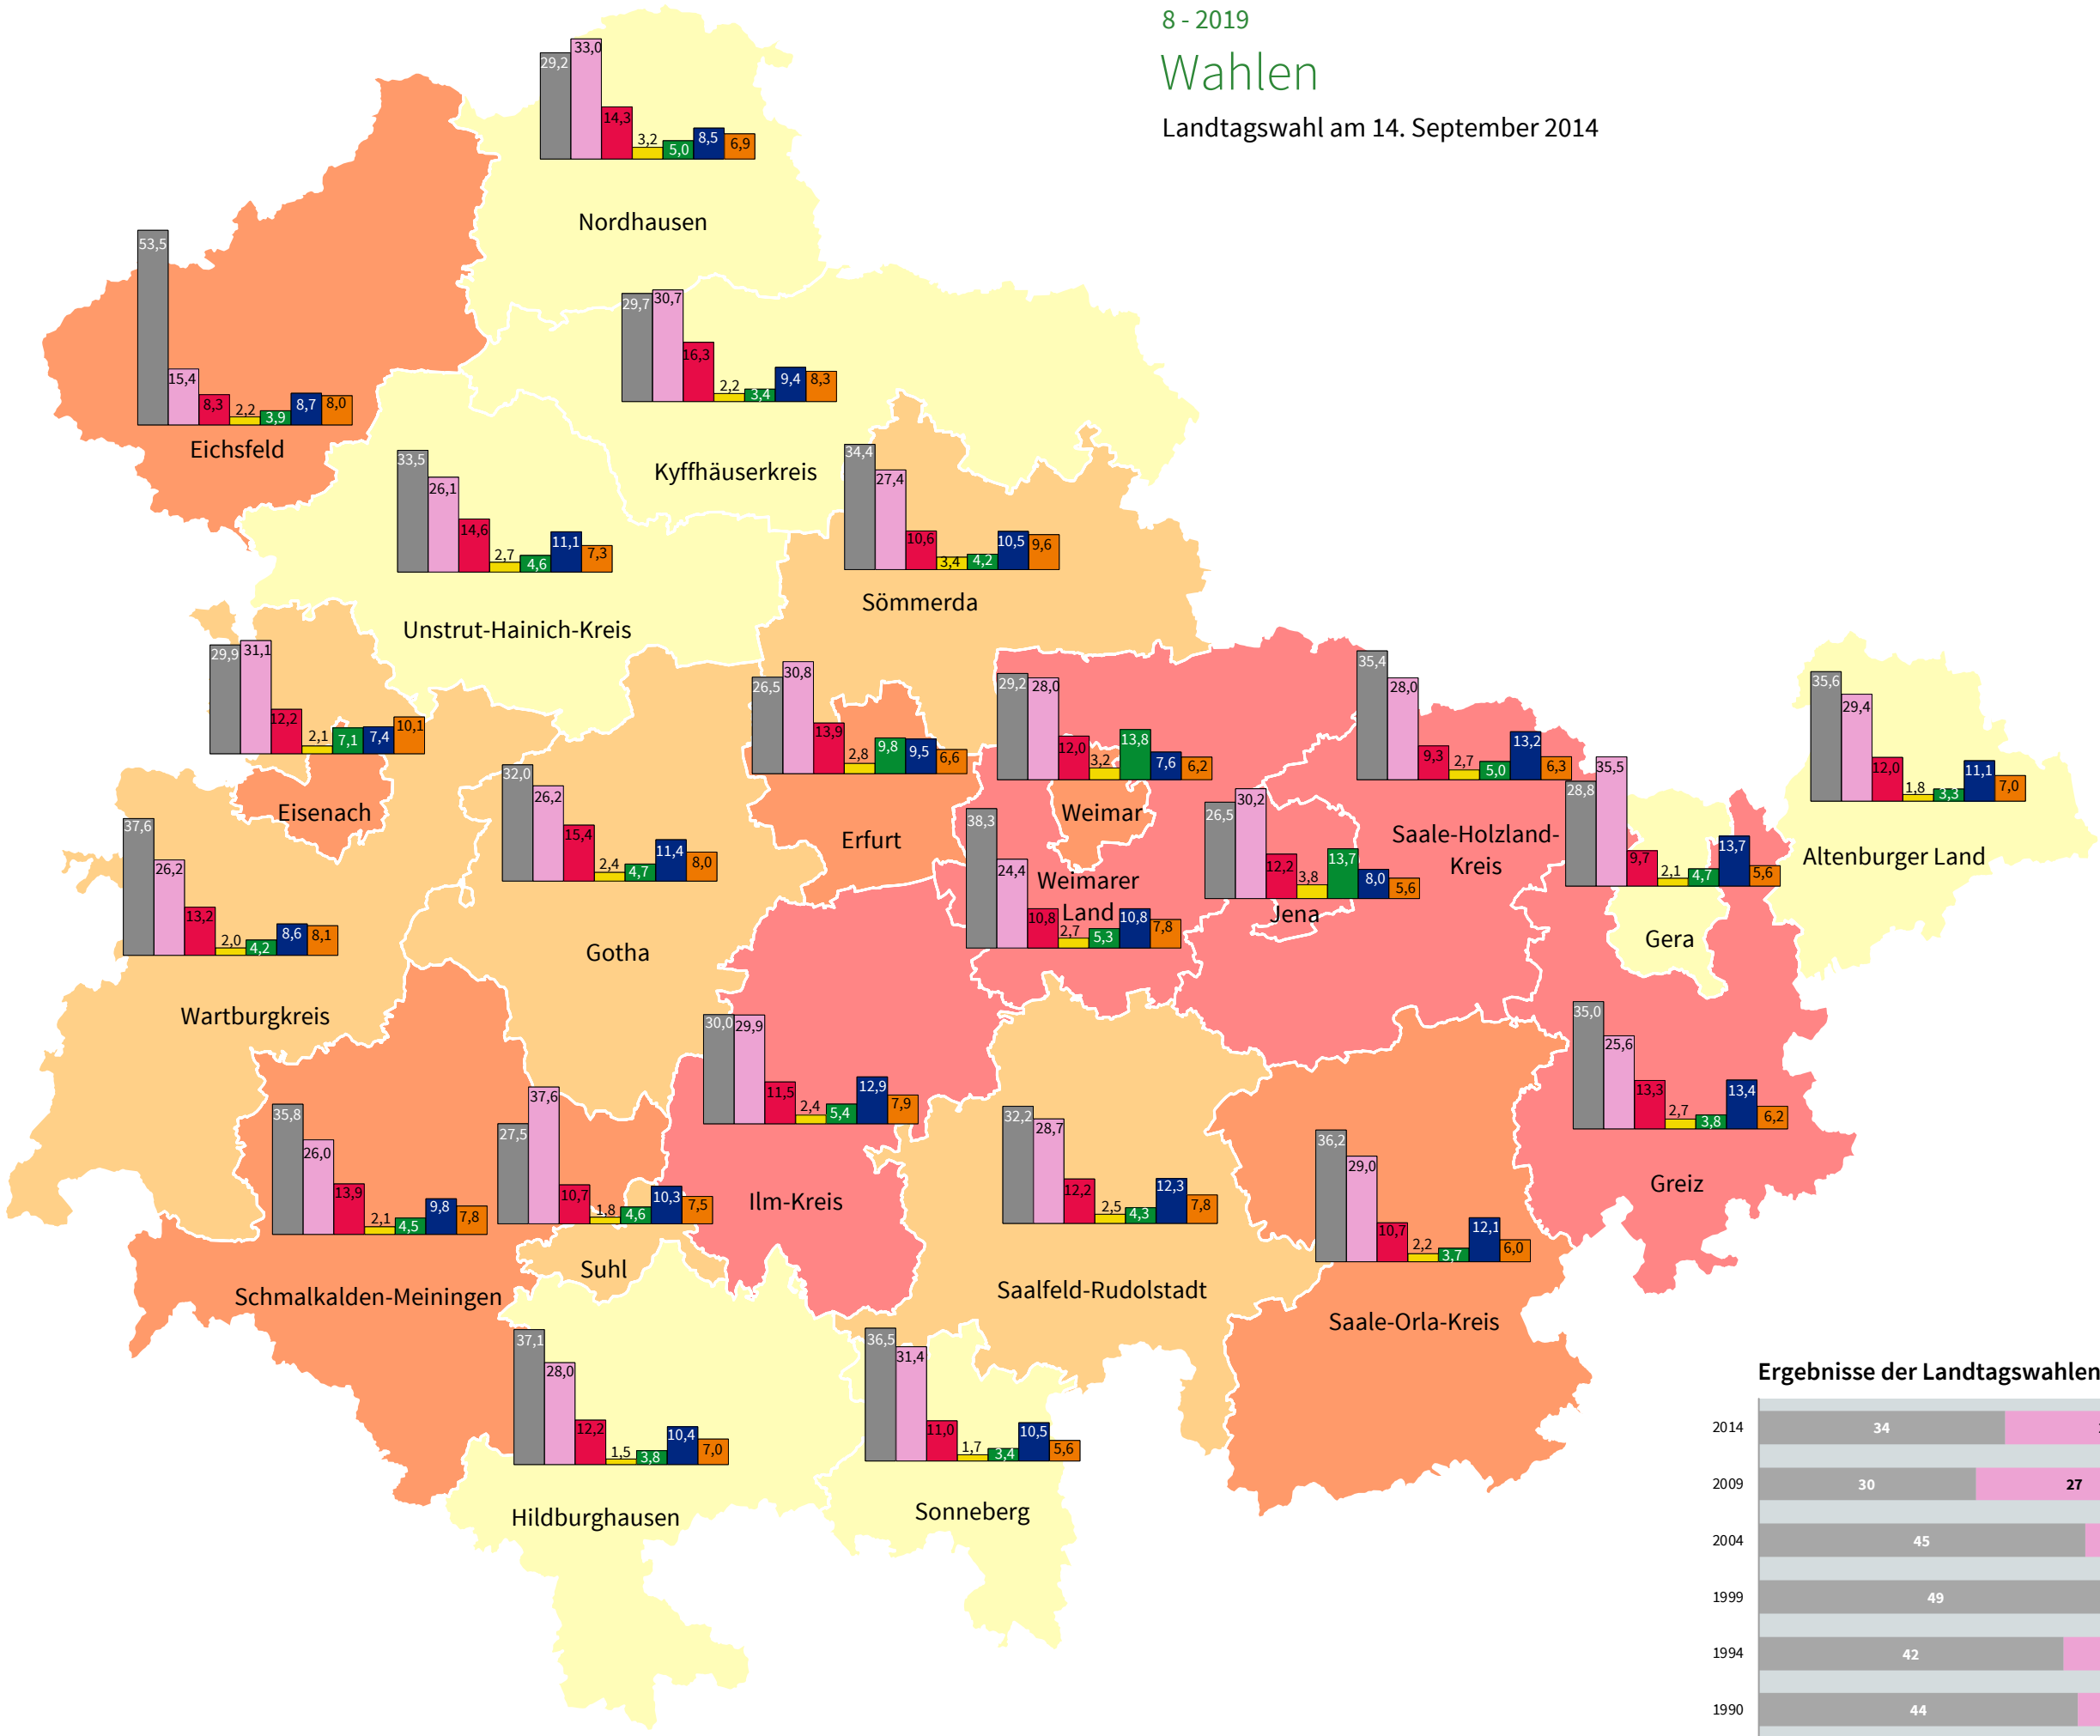 8 - 2019
Wahlen
Landtagswahl am 14. September 2014
29,2 33,0 14,3 3,2 5,0 8,5 6,9
Nordhausen
53,5 15,4 8,3 2,2 3,9 8,7 8,0
Eichsfeld
29,7 30,7 16,3 2,2 3,4 9,4 8,3
Kyffhäuserkreis
33,5 26,1 14,6 2,7 4,6 11,1 7,3
Unstrut-Hainich-Kreis
34,4 27,4 10,6 3,4 4,2 10,5 9,6
Sömmerda
29,9 31,1 12,2 2,1 7,1 7,4 10,1
Eisenach
32,0 26,2 15,4 2,4 4,7 11,4 8,0
Gotha
26,5 30,8 13,9 2,8 9,8 9,5 6,6
Erfurt
29,2 28,0 12,0 3,2 13,8 7,6 6,2
Weimar
35,4 28,0 9,3 2,7 5,0 13,2 6,3
Saale-Holzland-
Kreis
35,6 29,4 12,0 1,8 3,3 11,1 7,0
Altenburger Land
37,6 26,2 13,2 2,0 4,2 8,6 8,1
Wartburgkreis
38,3 24,4 10,8 2,7 5,3 10,8 7,8
Weimarer
Land
26,5 30,2 12,2 3,8 13,7 8,0 5,6
Jena
28,8 35,5 9,7 2,1 4,7 13,7 5,6
Gera
35,8 26,0 13,9 2,1 4,5 9,8 7,8
Schmalkalden-Meiningen
27,5 37,6 10,7 1,8 4,6 10,3 7,5
Suhl
30,0 29,9 11,5 2,4 5,4 12,9 7,9
Ilm-Kreis
32,2 28,7 12,2 2,5 4,3 12,3 7,8
Saalfeld-Rudolstadt
36,2 29,0 10,7 2,2 3,7 12,1 6,0
Saale-Orla-Kreis
35,0 25,6 13,3 2,7 3,8 13,4 6,2
Greiz
37,1 28,0 12,2 1,5 3,8 10,4 7,0
Hildburghausen
36,5 31,4 11,0 1,7 3,4 10,5 5,6
Sonneberg
Ergebnisse der Landtagswahlen
2014 34
2009 30 27
2004 45
1999 49
1994 42
1990 44